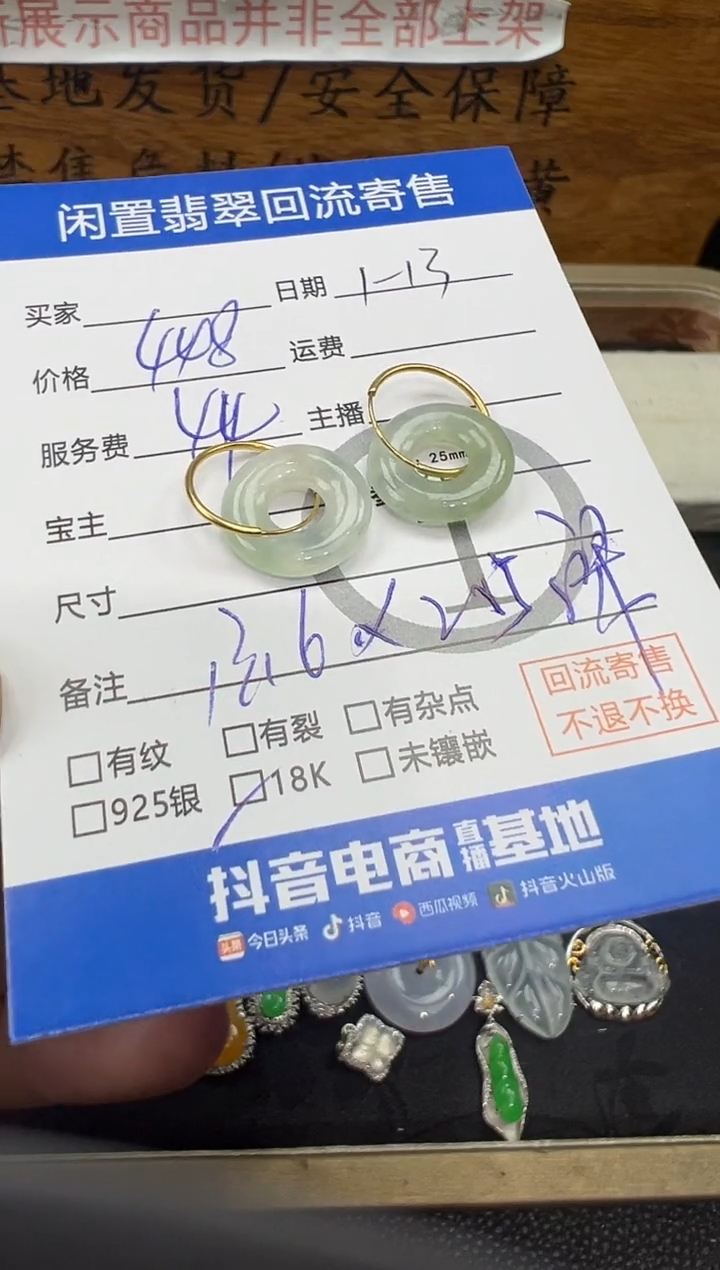 展示商品并非全部上架
基地发货/安全保障
闲置翡翠回流寄售
买家 日期 1-13
价格 448 运费
服务费 44 主播
25mm
宝主
尺寸
备注
回流寄售
不退不换
有纹 有裂 有杂点
925银 18K 未镶嵌
抖音电商直播基地
头条 今日头条 抖音 西瓜视频 抖音火山版